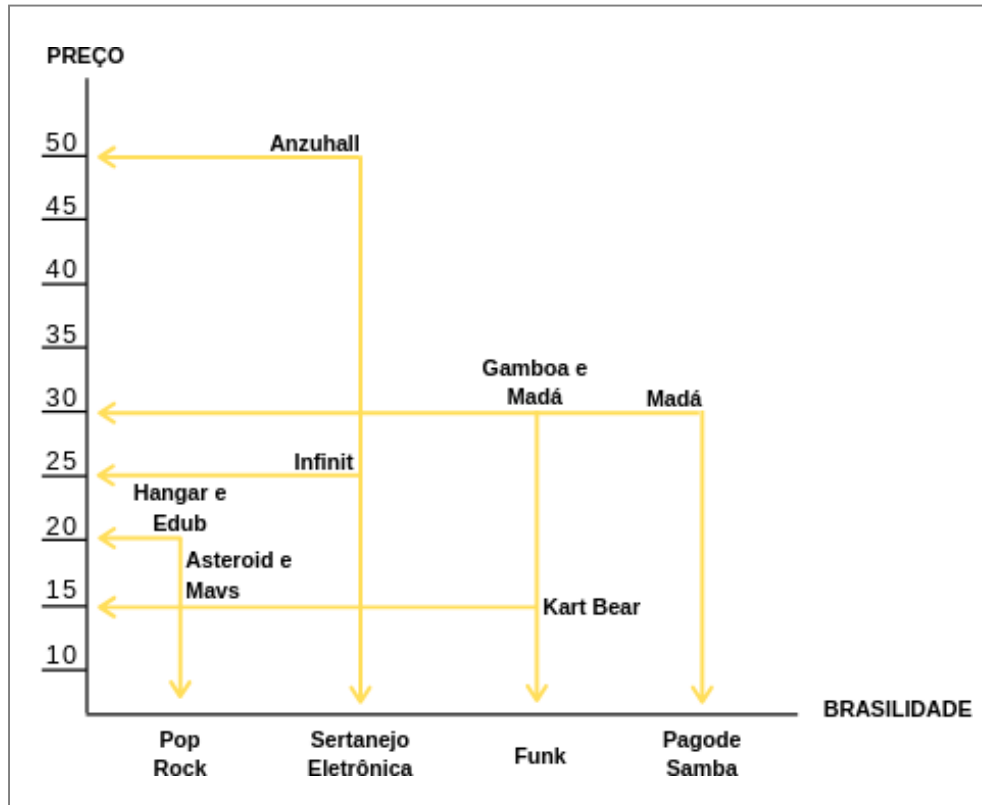 PREÇO
50
Anzuhall
45
40
35
Gamboa e
Madá
Madá
30
25
Infinit
Hangar e
Edub
20
Asteroid e
Mavs
15
Kart Bear
10
BRASILIDADE
Pop
Rock
Sertanejo
Eletrônica
Funk
Pagode
Samba